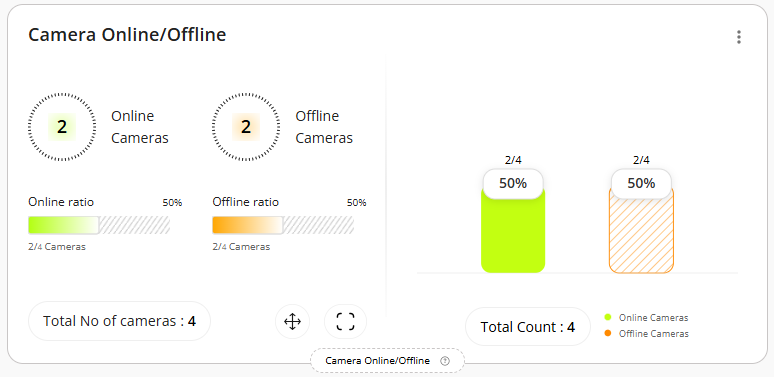 Camera Online/Offline
2
Online
Cameras
2
Offline
Cameras
Online ratio 50%
2/4 Cameras
Offline ratio 50%
2/4 Cameras
Total No of cameras : 4
2/4
50%
2/4
50%
Total Count : 4
Online Cameras
Offline Cameras
Camera Online/Offline ?